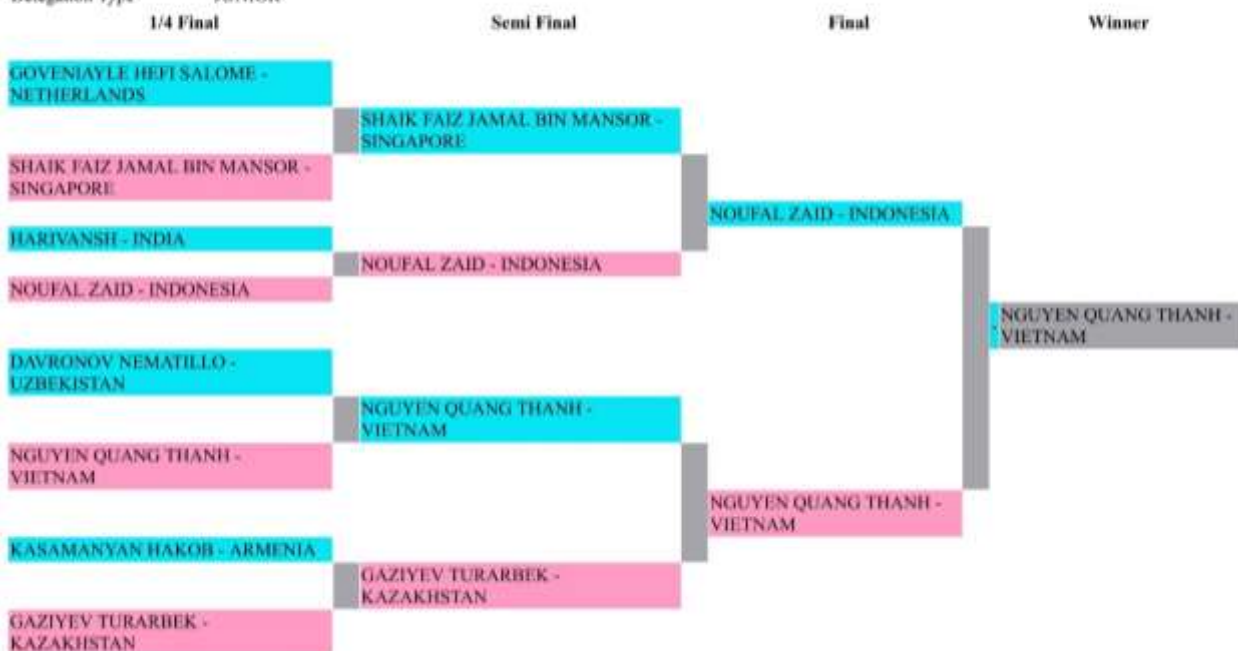 1/4 Final
Semi Final
Final
Winner
GOVENIAYLE HEFI SALOME -
NETHERLANDS
SHAIK FAIZ JAMAL BIN MANSOR -
SINGAPORE
HARIVANSH - INDIA
NOUFAL ZAID - INDONESIA
DAVRONOV NEMATILLO -
UZBEKISTAN
NGUYEN QUANG THANH -
VIETNAM
KASAMANYAN HAKOB - ARMENIA
GAZIYEV TURARBEK -
KAZAKHSTAN
SHAIK FAIZ JAMAL BIN MANSOR -
SINGAPORE
NOUFAL ZAID - INDONESIA
NGUYEN QUANG THANH -
VIETNAM
GAZIYEV TURARBEK -
KAZAKHSTAN
NOUFAL ZAID - INDONESIA
NGUYEN QUANG THANH -
VIETNAM
NGUYEN QUANG THANH -
VIETNAM